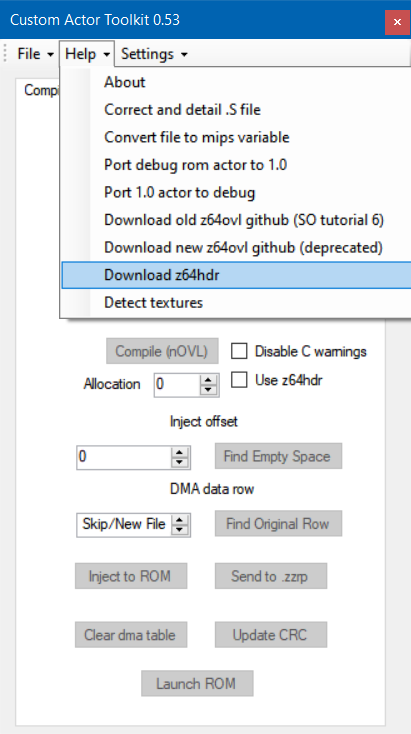 Custom Actor Toolkit 0.53
File Help Settings
Compi
About
Correct and detail .S file
Convert file to mips variable
Port debug rom actor to 1.0
Port 1.0 actor to debug
Download old z64ovl github (SO tutorial 6)
Download new z64ovl github (deprecated)
Download z64hdr
Detect textures
Compile (nOVL) Disable C warnings
Allocation 0 Use z64hdr
Inject offset
0 Find Empty Space
DMA data row
Skip/New File Find Original Row
Inject to ROM Send to .zzrp
Clear dma table Update CRC
Launch ROM